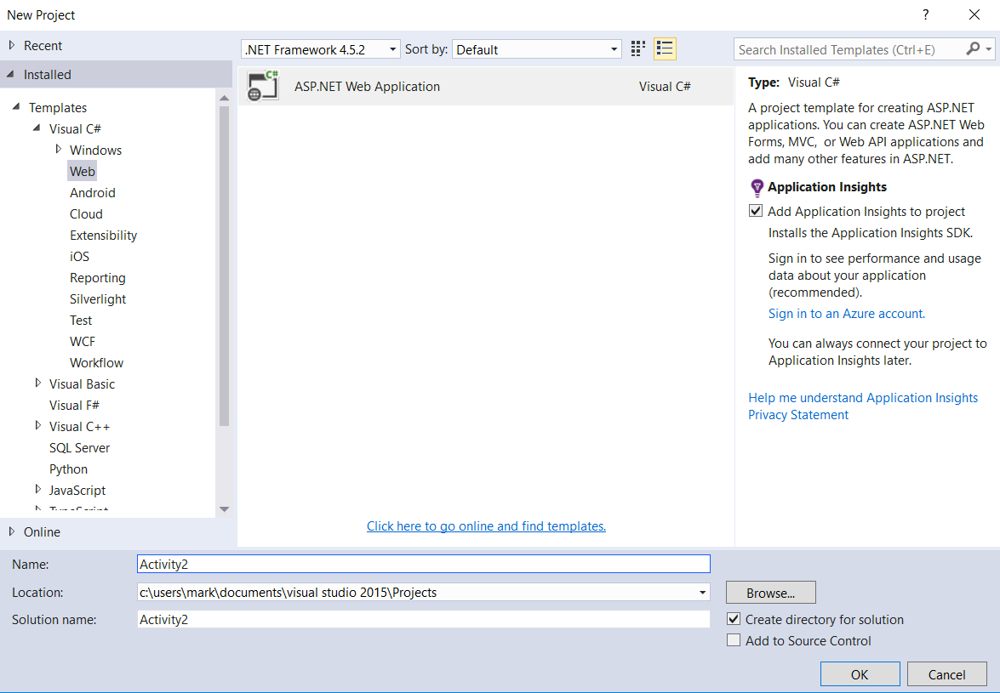 New Project
?
Recent
Installed
Templates
Visual C#
Windows
Web
Android
Cloud
Extensibility
iOS
Reporting
Silverlight
Test
WCF
Workflow
Visual Basic
Visual F#
Visual C++
SQL Server
Python
JavaScript
TypeScript
Online
.NET Framework 4.5.2
Sort by:
Default
Search Installed Templates (Ctrl+E)
C#
ASP.NET Web Application
Visual C#
Click here to go online and find templates.
Type: Visual C#
A project template for creating ASP.NET
applications. You can create ASP.NET Web
Forms, MVC, or Web API applications and
add many other features in ASP.NET.
Application Insights
Add Application Insights to project
Installs the Application Insights SDK.
Sign in to see performance and usage
data about your application
(recommended).
Sign in to an Azure account.
You can always connect your project to
Application Insights later.
Help me understand Application Insights
Privacy Statement
Name:
Activity2
Location:
c:\users\mark\documents\visual studio 2015\Projects
Browse...
Solution name:
Activity2
Create directory for solution
Add to Source Control
OK
Cancel